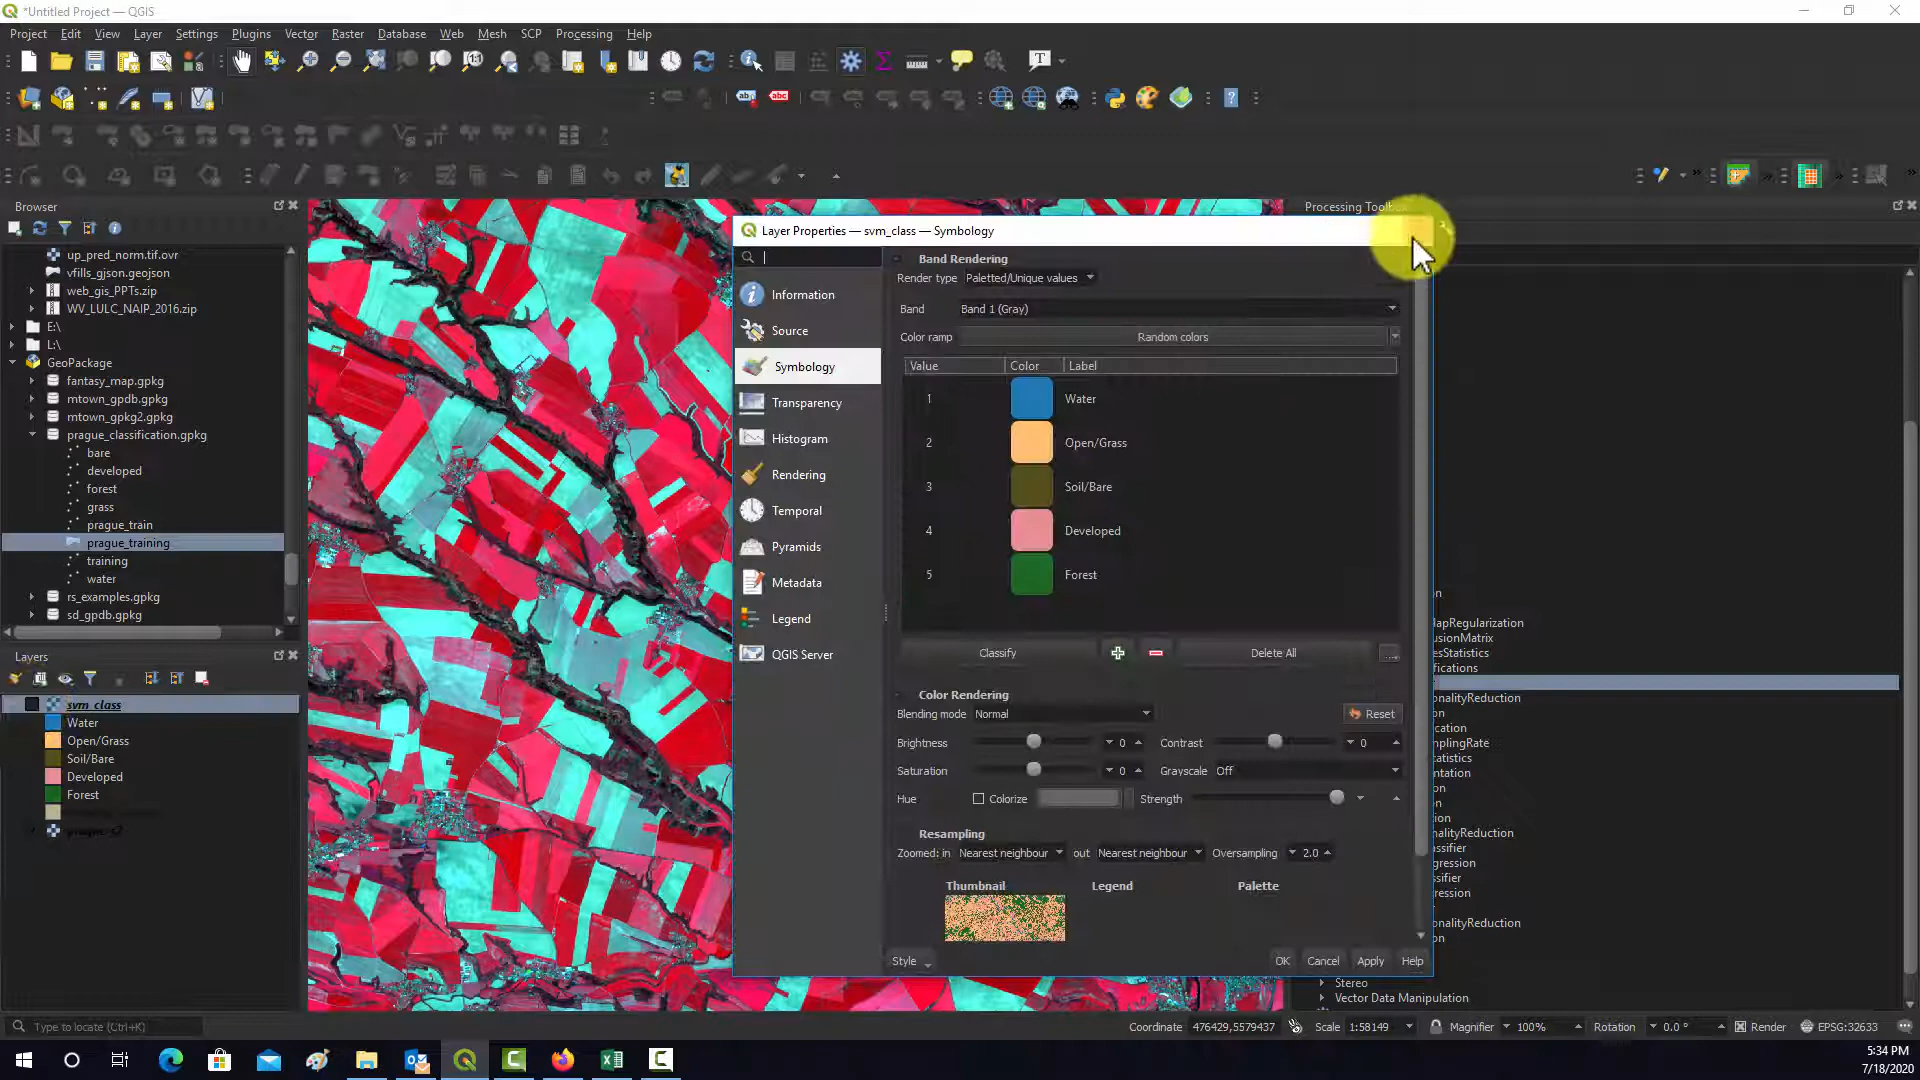 *Untitled Project — QGIS
Project Edit View Layer Settings Plugins Vector Raster Database Web Mesh SCP Processing Help
Browser
up_pred_norm.tif.ovr
vfills_gjson.geojson
web_gis_PPTs.zip
WV_LULC_NAIP_2016.zip
E:\
L:\
GeoPackage
fantasy_map.gpkg
mtown_gpdb.gpkg
mtown_gpkg2.gpkg
prague_classification.gpkg
bare
developed
forest
grass
prague_train
prague_training
training
water
rs_examples.gpkg
sd_gpdb.gpkg
Layers
svm_class
Water
Open/Grass
Soil/Bare
Developed
Forest
Layer Properties — svm_class — Symbology
Information
Source
Symbology
Transparency
Histogram
Rendering
Temporal
Pyramids
Metadata
Legend
QGIS Server
Band Rendering
Render type Paletted/Unique values
Band Band 1 (Gray)
Color ramp Random colors
Value Color Label
1 Water
2 Open/Grass
3 Soil/Bare
4 Developed
5 Forest
Classify Delete All ...
Color Rendering
Blending mode Normal Reset
Brightness 0 Contrast 0
Saturation 0 Grayscale Off
Hue Colorize Strength
Resampling
Zoomed: in Nearest neighbour out Nearest neighbour Oversampling 2.0
Thumbnail Legend Palette
Style OK Cancel Apply Help
Processing
on
apRegularization
usionMatrix
esStatistics
fications
onalityReduction
on
ication
mplingRate
tatistics
ntation
on
on
onalityReduction
ssifier
gression
sifier
ression
onalityReduction
on
Stereo
Vector Data Manipulation
Type to locate (Ctrl+K)
Coordinate 476429,5579437 Scale 1:58149 Magnifier 100% Rotation 0.0 ° Render EPSG:32633
5:34 PM
7/18/2020